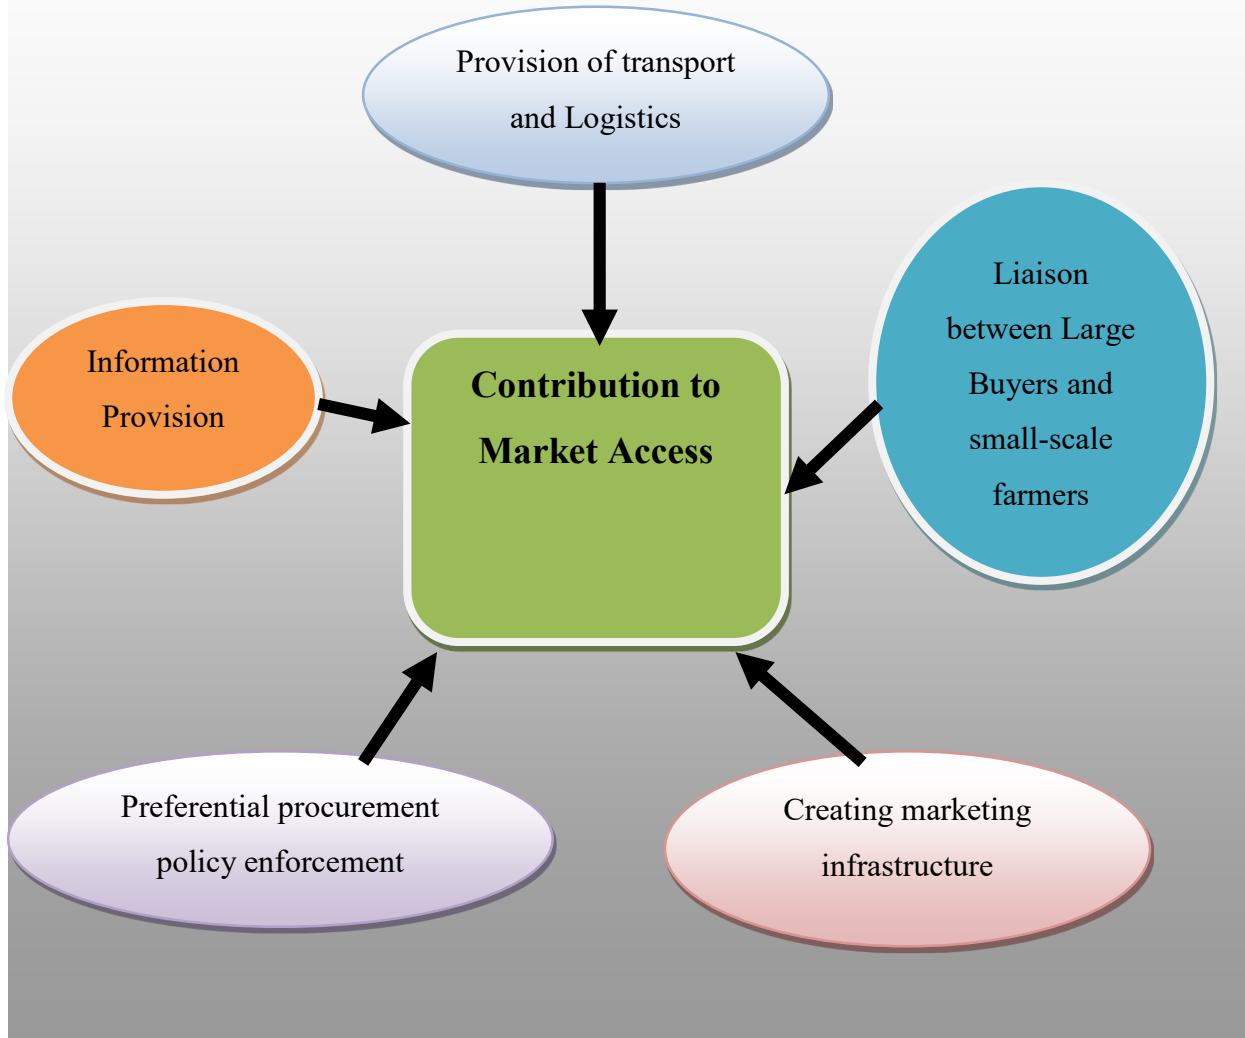 Provision of transport
and Logistics
Liaison
between Large
Buyers and
small-scale
farmers
Information
Provision
Contribution to
Market Access
Preferential procurement
policy enforcement
Creating marketing
infrastructure